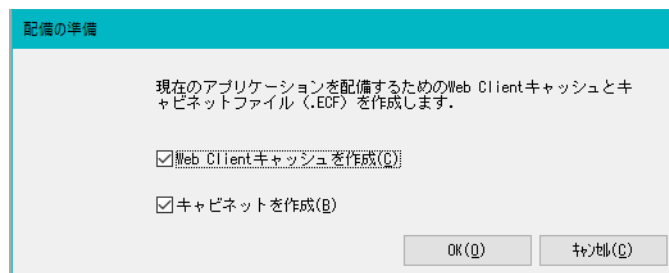 配備の準備
現在のアプリケーションを配備するためのWeb Clientキャッシュとキ
ャビネットファイル（.ECF）を作成します.
Web Clientキャッシュを作成(C)
キャビネットを作成(B)
OK(O) ｷｬﾝｾﾙ(C)